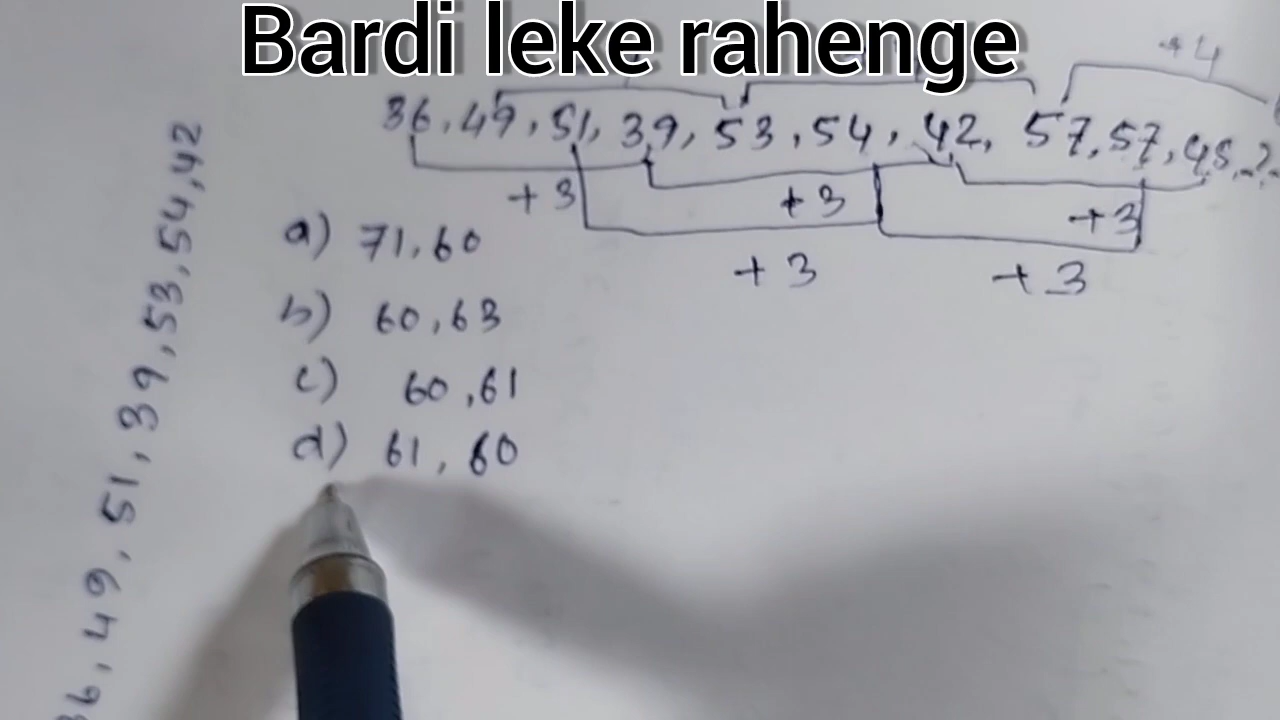 Bardi leke rahenge
+4
36, 49, 51, 39, 53, 54, 42, 57, 57, 45, ?
+3 +3 +3
+3 +3
a) 71, 60
b) 60, 63
c) 60, 61
d) 61, 60
36, 49, 51, 39, 53, 54, 42